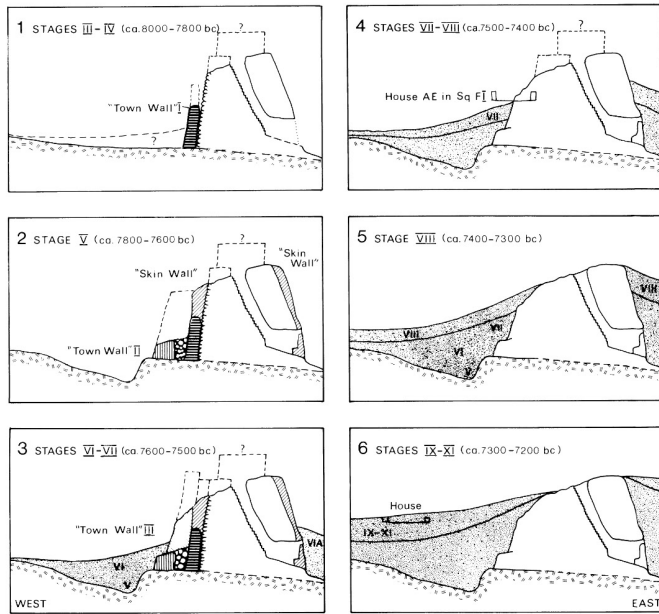 1 STAGES III – IV (ca. 8000 – 7800 bc)
?
"Town Wall" I
?
2 STAGE V (ca. 7800 – 7600 bc)
?
"Skin Wall"
"Skin
Wall"
"Town Wall" II
3 STAGES VI – VII (ca. 7600 – 7500 bc)
?
"Town Wall" III
VI
V
VIA
WEST
4 STAGES VII – VIII (ca. 7500 – 7400 bc)
?
House AE in Sq FI
VII
5 STAGE VIII (ca. 7400 – 7300 bc)
VIII
VII
VI
V
VIII
6 STAGES IX – XI (ca. 7300 – 7200 bc)
House
IX – XI
EAST